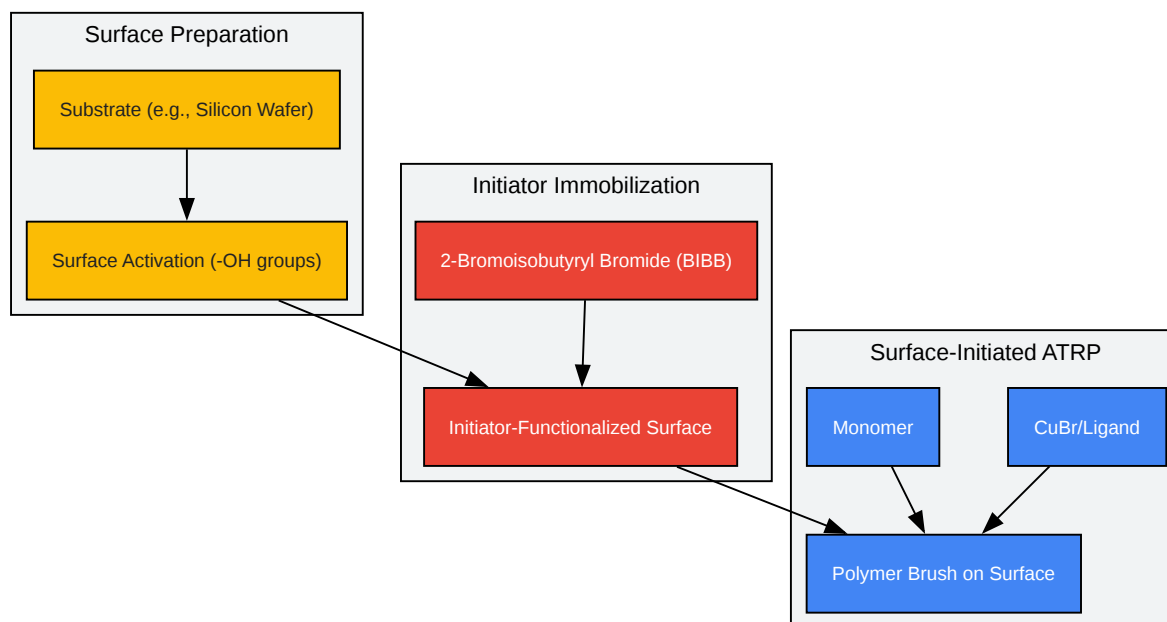 Surface Preparation
Substrate (e.g., Silicon Wafer)
Surface Activation (-OH groups)
Initiator Immobilization
2-Bromoisobutyryl Bromide (BIBB)
Initiator-Functionalized Surface
Surface-Initiated ATRP
Monomer
CuBr/Ligand
Polymer Brush on Surface